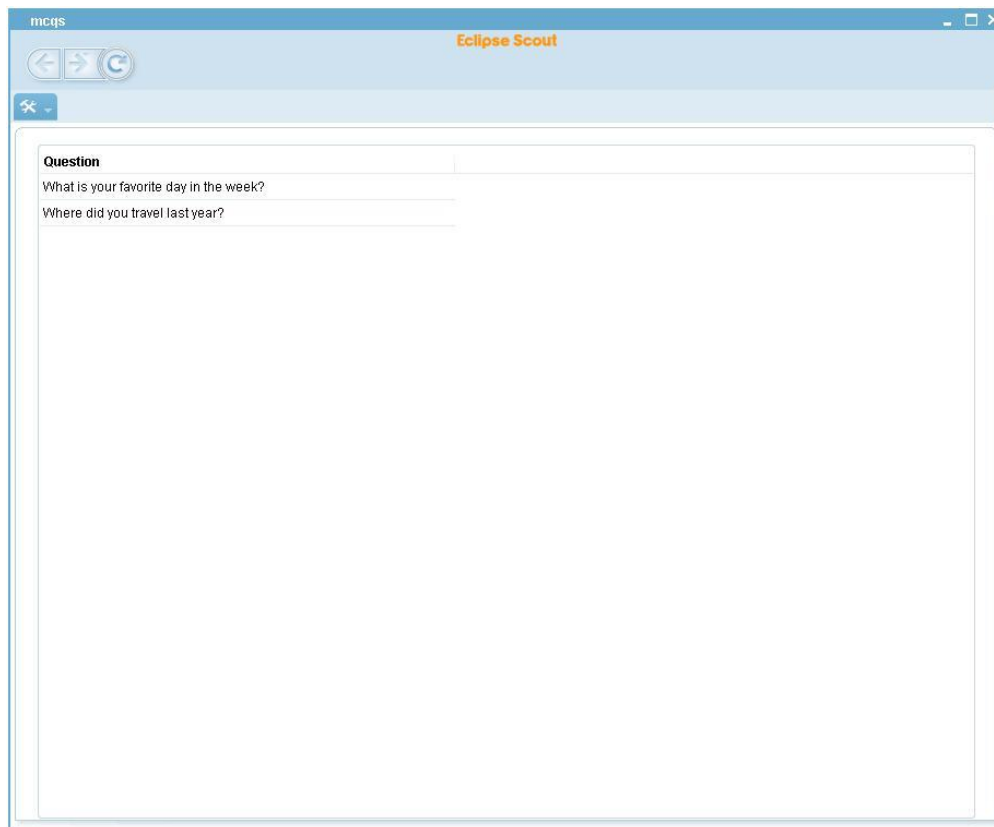 mcqs
Eclipse Scout
Question
What is your favorite day in the week?
Where did you travel last year?